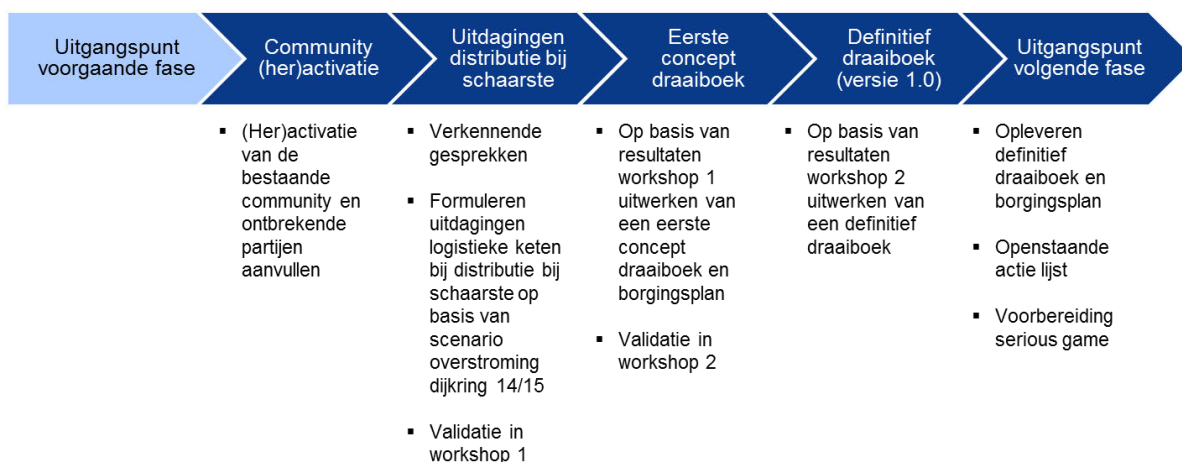 Uitgangspunt
voorgaande fase
Community
(her)activatie
Uitdagingen
distributie bij
schaarste
Eerste
concept
draaiboek
Definitief
draaiboek
(versie 1.0)
Uitgangspunt
volgende fase
▪ (Her)activatie
van de
bestaande
community en
ontbrekende
partijen
aanvullen
▪ Verkennende
gesprekken
▪ Formuleren
uitdagingen
logistieke keten
bij distributie bij
schaarste op
basis van
scenario
overstroming
dijkring 14/15
▪ Validatie in
workshop 1
▪ Op basis van
resultaten
workshop 1
uitwerken van
een eerste
concept
draaiboek en
borgingsplan
▪ Validatie in
workshop 2
▪ Op basis van
resultaten
workshop 2
uitwerken van
een definitief
draaiboek
▪ Opleveren
definitief
draaiboek en
borgingsplan
▪ Openstaande
actie lijst
▪ Voorbereiding
serious game